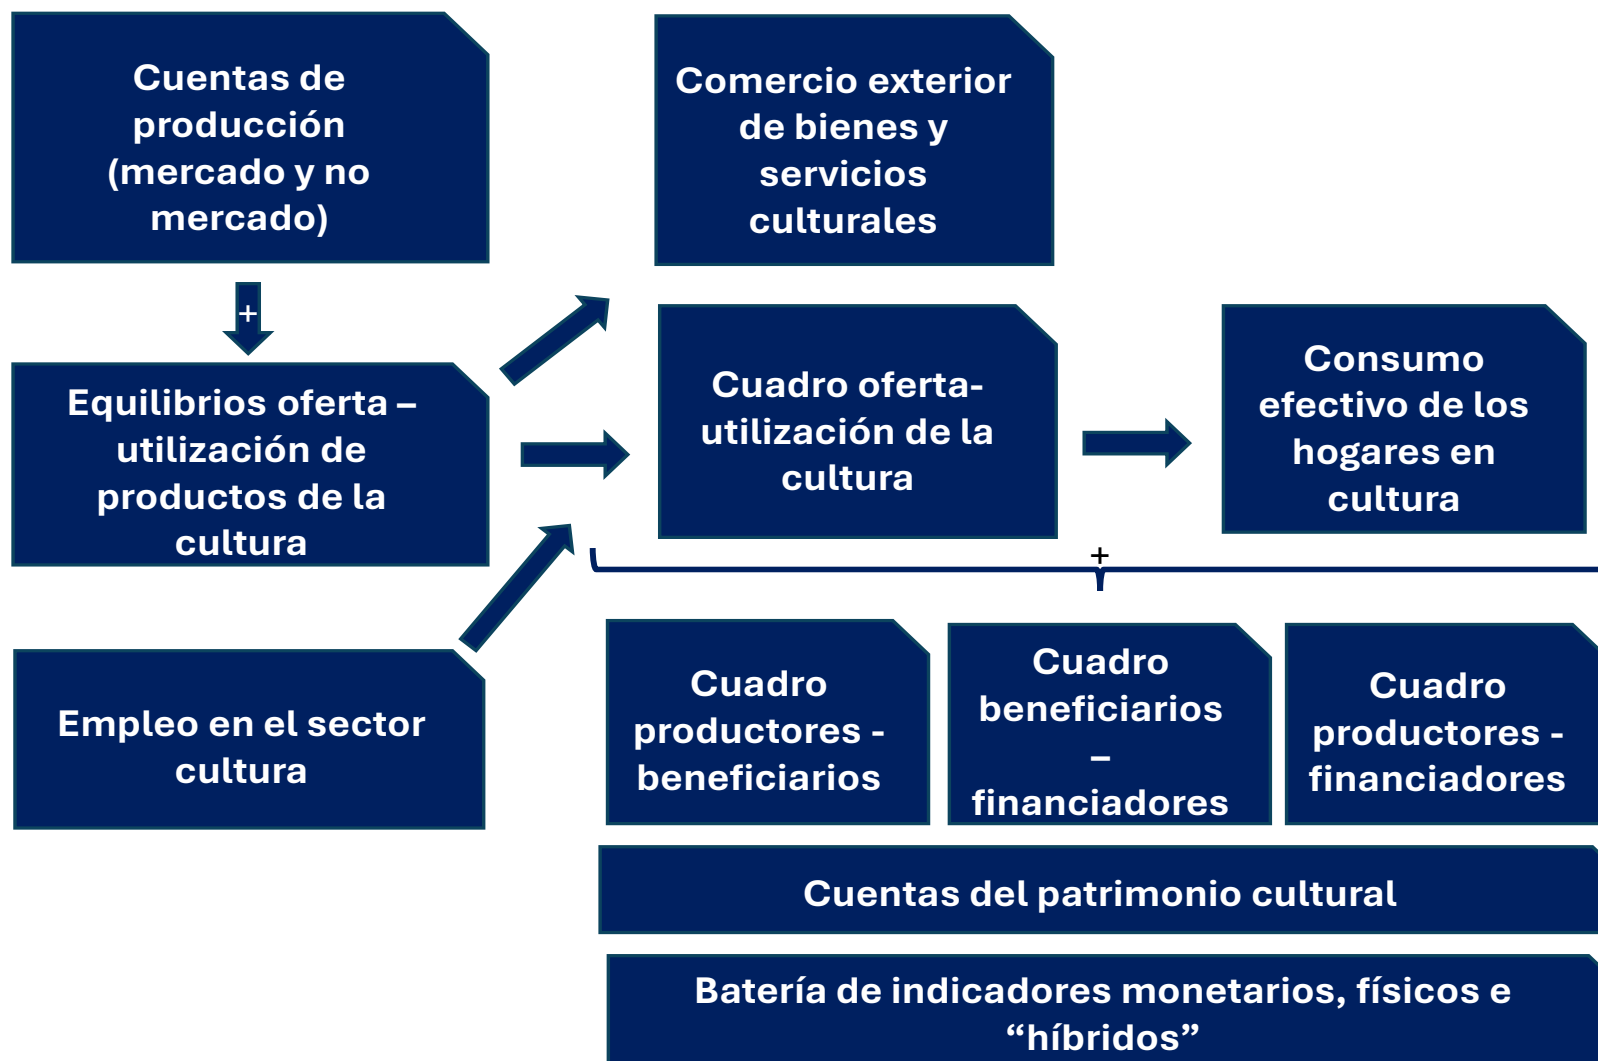 Cuentas de
producción
(mercado y no
mercado)
Comercio exterior
de bienes y
servicios
culturales
+
Equilibrios oferta –
utilización de
productos de la
cultura
Cuadro oferta-
utilización de la
cultura
Consumo
efectivo de los
hogares en
cultura
+
Empleo en el sector
cultura
Cuadro
productores -
beneficiarios
Cuadro
beneficiarios
–
financiadores
Cuadro
productores -
financiadores
Cuentas del patrimonio cultural
Batería de indicadores monetarios, físicos e
“híbridos”